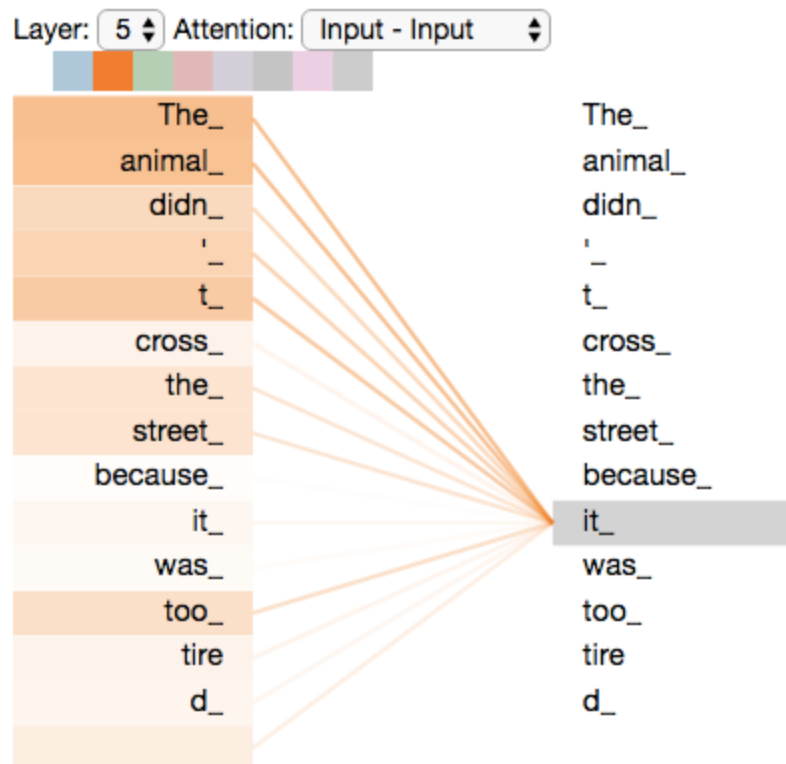 Layer: 5 Attention: Input - Input
The_ The_
animal_ animal_
didn_ didn_
'_ '_
t_ t_
cross_ cross_
the_ the_
street_ street_
because_ because_
it_ it_
was_ was_
too_ too_
tire tire
d_ d_